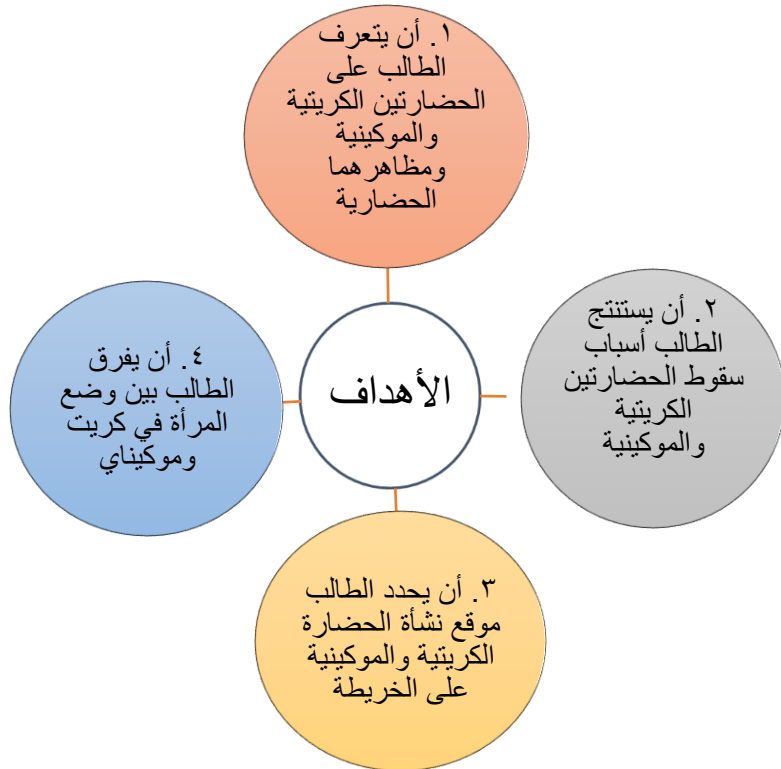 ١. أن يتعرف
الطالب على
الحضارتين الكريتية
والموكينية
ومظاهرهما
الحضارية
٢. أن يستنتج
الطالب أسباب
سقوط الحضارتين
الكريتية
والموكينية
الأهداف
٣. أن يحدد الطالب
موقع نشأة الحضارة
الكريتية والموكينية
على الخريطة
٤. أن يفرق
الطالب بين وضع
المرأة في كريت
وموكيناي